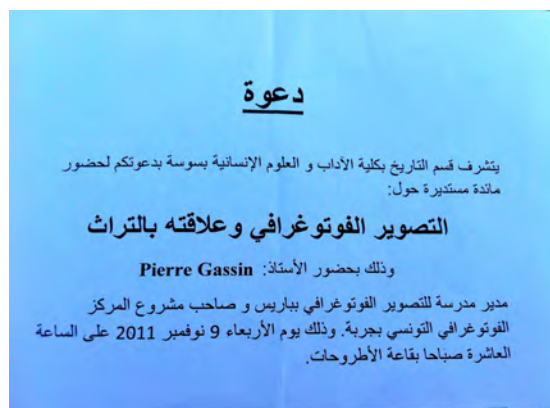 دعوة
يتشرف قسم التاريخ بكلية الآداب و العلوم الإنسانية بسوسة بدعوتكم لحضور
مائدة مستديرة حول:
التصوير الفوتوغرافي وعلاقته بالتراث
وذلك بحضور الأستاذ: Pierre Gassin
مدير مدرسة للتصوير الفوتوغرافي بباريس و صاحب مشروع المركز
الفوتوغرافي التونسي بجربة. وذلك يوم الأربعاء 9 نوفمبر 2011 على الساعة
العاشرة صباحا بقاعة الأطروحات.